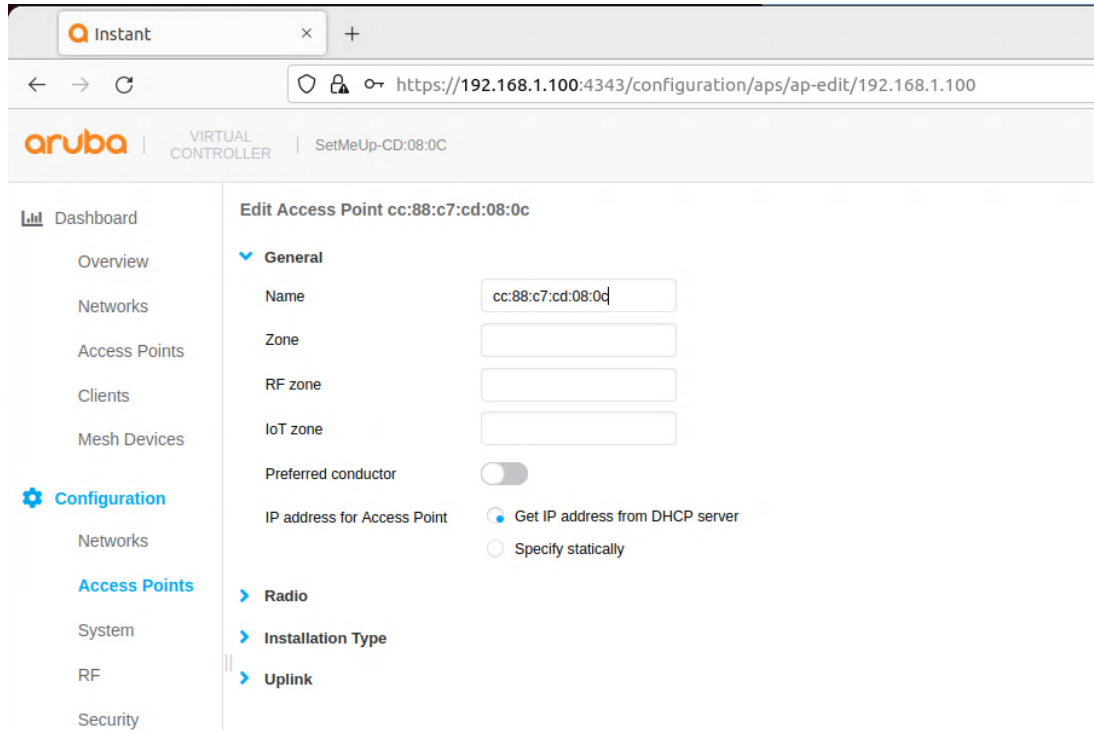 Instant
https://192.168.1.100:4343/configuration/aps/ap-edit/192.168.1.100
aruba
VIRTUAL
CONTROLLER
SetMeUp-CD:08:0C
Dashboard
Overview
Networks
Access Points
Clients
Mesh Devices
Configuration
Networks
Access Points
System
RF
Security
Edit Access Point cc:88:c7:cd:08:0c
General
Name cc:88:c7:cd:08:0c
Zone
RF zone
IoT zone
Preferred conductor
IP address for Access Point Get IP address from DHCP server
Specify statically
Radio
Installation Type
Uplink